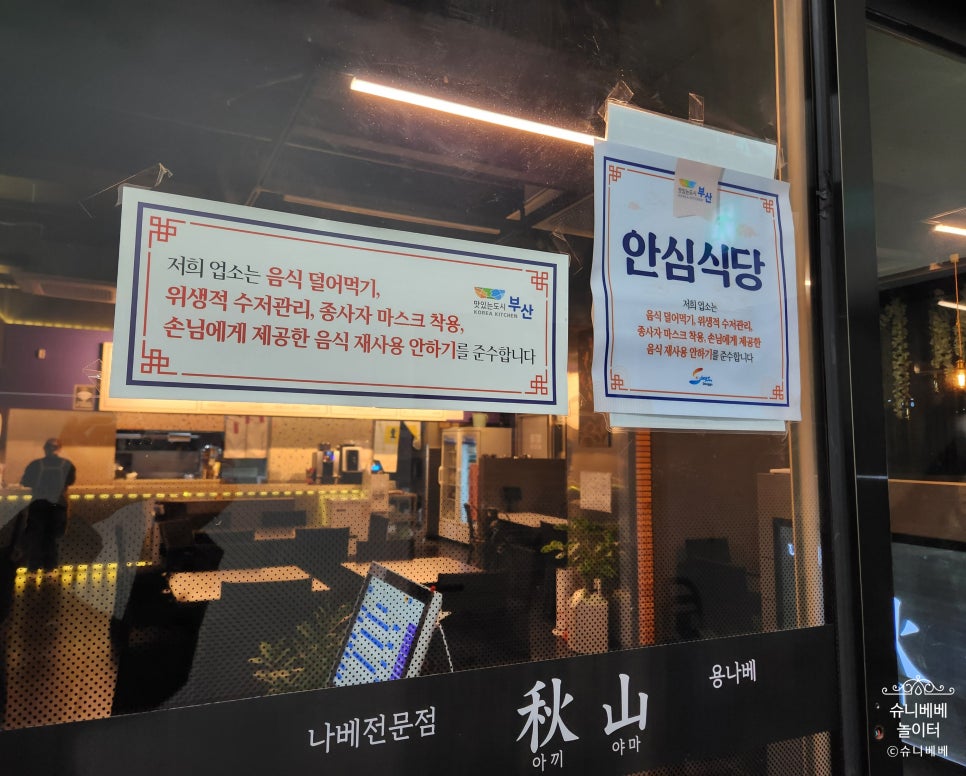 저희 업소는 음식 덜어먹기,
위생적 수저관리, 종사자 마스크 착용,
손님에게 제공한 음식 재사용 안하기를 준수합니다
맛있는도시 부산
KOREA KITCHEN
맛있는도시 부산
KOREA KITCHEN
안심식당
저희 업소는
음식 덜어먹기, 위생적 수저관리,
종사자 마스크 착용, 손님에게 제공한
음식 재사용 안하기를 준수합니다
나베전문점
秋山
아끼 야마
용나베
슈니베베
놀이터
©슈니베베